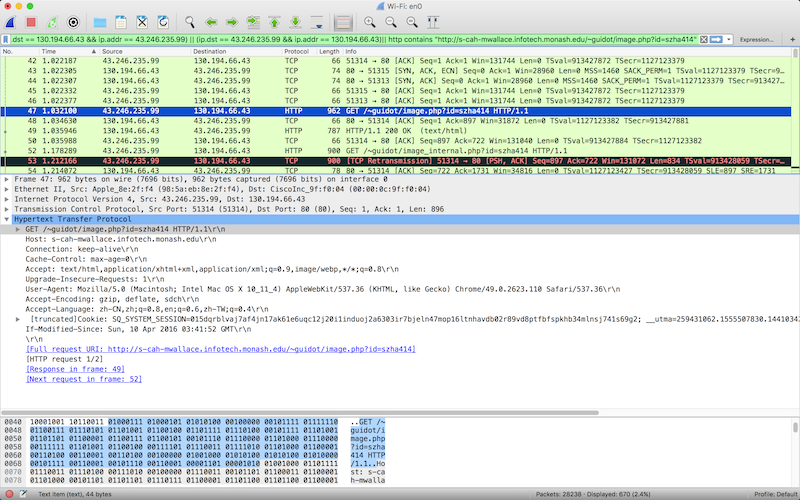 Wi-Fi: en0
.dst == 130.194.66.43 && ip.addr == 43.246.235.99) || (ip.dst == 43.246.235.99 && ip.addr == 130.194.66.43)|| http contains "http://s-cah-mwallace.infotech.monash.edu/~guidot/image.php?id=szha414"
Expression...
+
No. Time Source Destination Protocol Length Info
42 1.022187 43.246.235.99 130.194.66.43 TCP 66 51314 → 80 [ACK] Seq=1 Ack=1 Win=131744 Len=0 TSval=913427872 TSecr=1127123379
43 1.022305 130.194.66.43 43.246.235.99 TCP 74 80 → 51315 [SYN, ACK, ECN] Seq=0 Ack=1 Win=28960 Len=0 MSS=1460 SACK_PERM=1 TSval=1127123379 TSecr=9…
44 1.022307 130.194.66.43 43.246.235.99 TCP 74 80 → 51316 [SYN, ACK] Seq=0 Ack=1 Win=28960 Len=0 MSS=1460 SACK_PERM=1 TSval=1127123379 TSecr=91342…
45 1.022376 43.246.235.99 130.194.66.43 TCP 66 51315 → 80 [ACK] Seq=1 Ack=1 Win=131744 Len=0 TSval=913427872 TSecr=1127123379
46 1.022377 43.246.235.99 130.194.66.43 TCP 66 51316 → 80 [ACK] Seq=1 Ack=1 Win=131744 Len=0 TSval=913427872 TSecr=1127123379
47 1.032100 43.246.235.99 130.194.66.43 HTTP 962 GET /~guidot/image.php?id=szha414 HTTP/1.1
48 1.034630 130.194.66.43 43.246.235.99 TCP 66 80 → 51314 [ACK] Seq=1 Ack=897 Win=31872 Len=0 TSval=1127123382 TSecr=913427881
49 1.035946 130.194.66.43 43.246.235.99 HTTP 787 HTTP/1.1 200 OK (text/html)
50 1.035988 43.246.235.99 130.194.66.43 TCP 66 51314 → 80 [ACK] Seq=897 Ack=722 Win=131040 Len=0 TSval=913427884 TSecr=1127123382
52 1.178289 43.246.235.99 130.194.66.43 HTTP 900 GET /~guidot/image_internal.php?id=szha414 HTTP/1.1
53 1.212166 43.246.235.99 130.194.66.43 TCP 900 [TCP Retransmission] 51314 → 80 [PSH, ACK] Seq=897 Ack=722 Win=131072 Len=834 TSval=913428059 TSecr=…
54 1.214072 130.194.66.43 43.246.235.99 TCP 78 80 → 51314 [ACK] Seq=722 Ack=1731 Win=34816 Len=0 TSval=1127123427 TSecr=913428059 SLE=897 SRE=1731
Frame 47: 962 bytes on wire (7696 bits), 962 bytes captured (7696 bits) on interface 0
Ethernet II, Src: Apple_8e:2f:f4 (98:5a:eb:8e:2f:f4), Dst: CiscoInc_9f:f0:04 (00:00:0c:9f:f0:04)
Internet Protocol Version 4, Src: 43.246.235.99, Dst: 130.194.66.43
Transmission Control Protocol, Src Port: 51314 (51314), Dst Port: 80 (80), Seq: 1, Ack: 1, Len: 896
Hypertext Transfer Protocol
GET /~guidot/image.php?id=szha414 HTTP/1.1\r\n
Host: s-cah-mwallace.infotech.monash.edu\r\n
Connection: keep-alive\r\n
Cache-Control: max-age=0\r\n
Accept: text/html,application/xhtml+xml,application/xml;q=0.9,image/webp,*/*;q=0.8\r\n
Upgrade-Insecure-Requests: 1\r\n
User-Agent: Mozilla/5.0 (Macintosh; Intel Mac OS X 10_11_4) AppleWebKit/537.36 (KHTML, like Gecko) Chrome/49.0.2623.110 Safari/537.36\r\n
Accept-Encoding: gzip, deflate, sdch\r\n
Accept-Language: zh-CN,zh;q=0.8,en;q=0.6,zh-TW;q=0.4\r\n
[truncated]Cookie: SQ_SYSTEM_SESSION=015dqrblvaj7af4jn17ak61e6uqc12j20i1induoj2a6303ir7bjeln47mop16ltnhavdb02r89vd8ptfbfspkhb34mlnsj741s69g2; __utma=259431062.1555507830.14410343
If-Modified-Since: Sun, 10 Apr 2016 03:41:52 GMT\r\n
\r\n
[Full request URI: http://s-cah-mwallace.infotech.monash.edu/~guidot/image.php?id=szha414]
[HTTP request 1/2]
[Response in frame: 49]
[Next request in frame: 52]
0040 10001001 10110011 01000111 01000101 01010100 00100000 00101111 01111110 ..GET /~
0048 01100111 01110101 01101001 01100100 01101111 01110100 00101111 01101001 guidot/i
0050 01101101 01100001 01100111 01100101 00101110 01110000 01101000 01110000 mage.php
0058 00111111 01101001 01100100 00111101 01110011 01111010 01101000 01100001 ?id=szha
0060 00110100 00110001 00110100 00100000 01001000 01010100 01010100 01010000 414 HTTP
0068 00101111 00110001 00101110 00110001 00001101 00001010 01001000 01101111 /1.1..Ho
0070 01110011 01110100 00111010 00100000 01110011 00101101 01100011 01100001 st: s-ca
0078 01101000 00101101 01101101 01110111 01100001 01101100 01101100 01100001 h-mwalla
Text item (text), 44 bytes
Packets: 28238 · Displayed: 670 (2.4%)
Profile: Default